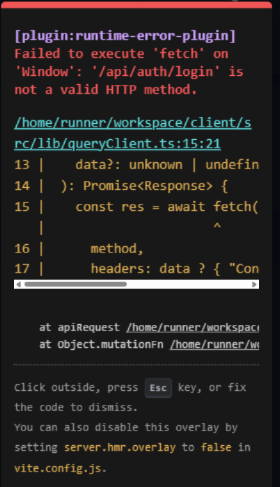 [plugin:runtime-error-plugin]
Failed to execute 'fetch' on
'Window': '/api/auth/login' is
not a valid HTTP method.
/home/runner/workspace/client/s
rc/lib/queryClient.ts:15:21
13 |    data?: unknown | undefin
14 |  ): Promise<Response> {
15 |    const res = await fetch(
   |                     ^
16 |      method,
17 |      headers: data ? { "Con
at apiRequest /home/runner/workspace
at Object.mutationFn /home/runner/wo
Click outside, press Esc key, or fix
the code to dismiss.
You can also disable this overlay by
setting server.hmr.overlay to false in
vite.config.js.